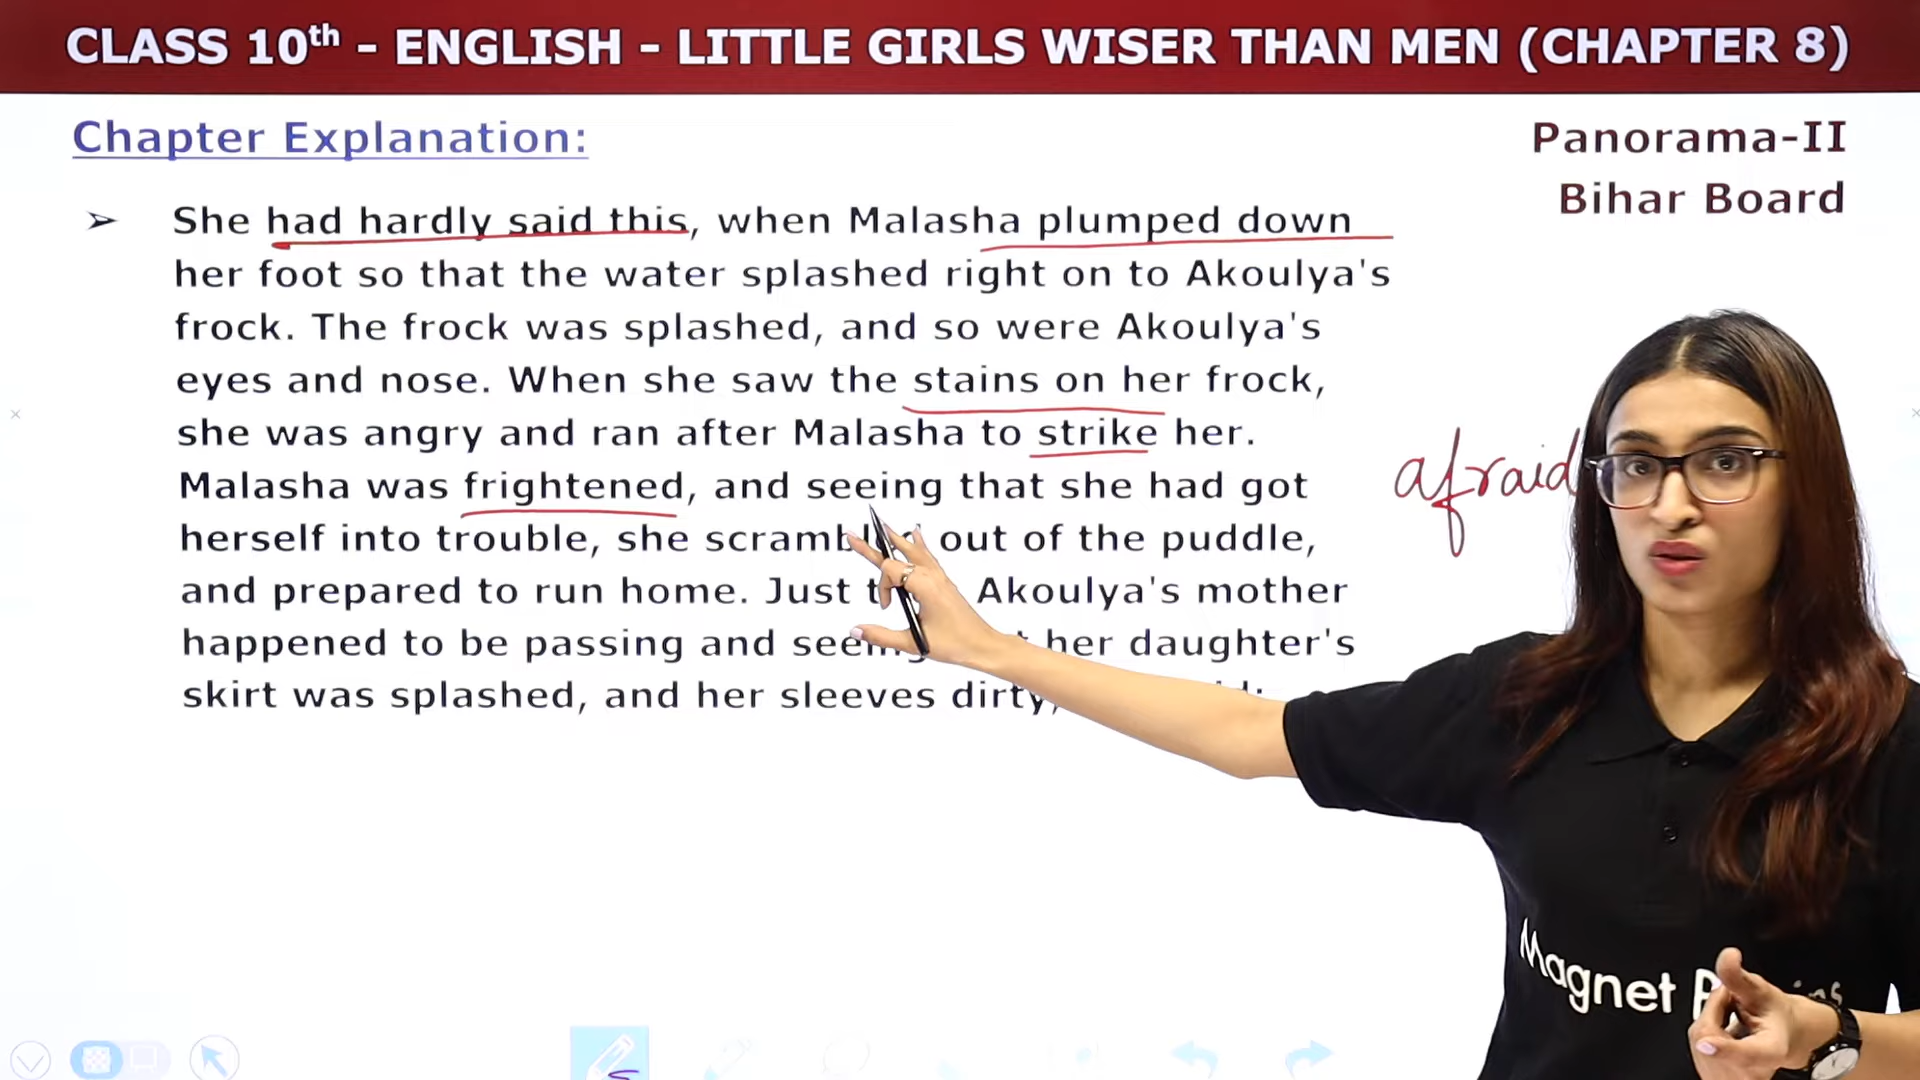 CLASS 10th - ENGLISH - LITTLE GIRLS WISER THAN MEN (CHAPTER 8)
Chapter Explanation:
Panorama-II
Bihar Board
➢ She had hardly said this, when Malasha plumped down
her foot so that the water splashed right on to Akoulya's
frock. The frock was splashed, and so were Akoulya's
eyes and nose. When she saw the stains on her frock,
she was angry and ran after Malasha to strike her.
Malasha was frightened, and seeing that she had got
herself into trouble, she scrambled out of the puddle,
and prepared to run home. Just Akoulya's mother
happened to be passing and seeing her daughter's
skirt was splashed, and her sleeves dirty,
afraid
Magnet